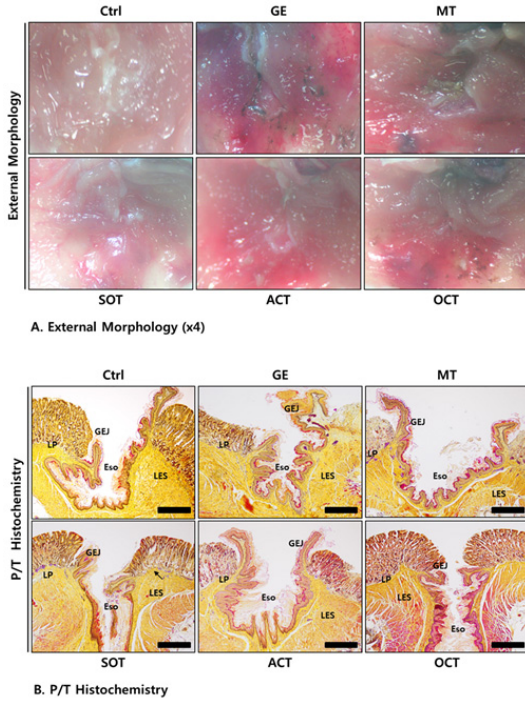 Ctrl GE MT
External Morphology
SOT ACT OCT
A. External Morphology (x4)
Ctrl GE MT
P/T Histochemistry
LP GEJ Eso LES
GEJ LP Eso LES
GEJ LP Eso LES
GEJ LP LES Eso
GEJ LP Eso LES
GEJ LP LES Eso
SOT ACT OCT
B. P/T Histochemistry